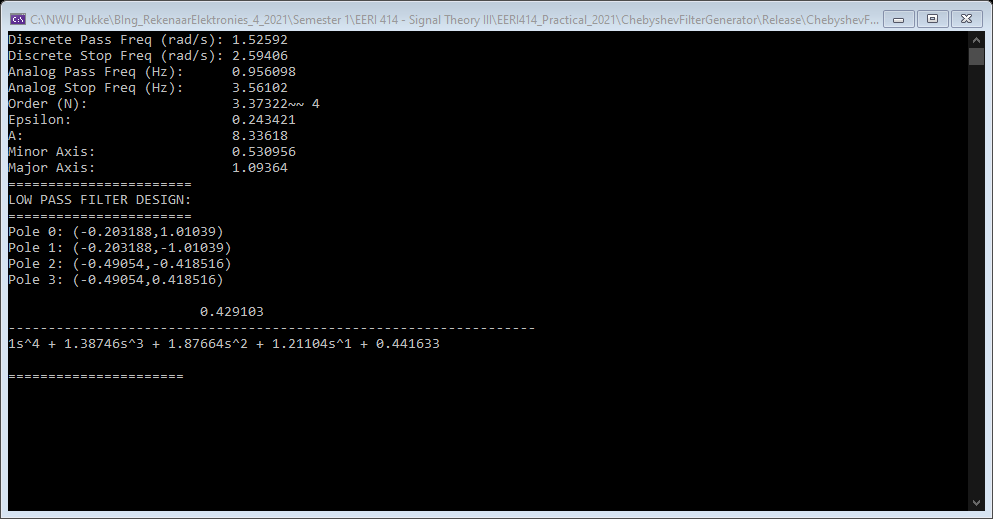 C:\NWU Pukke\BIng_RekenaarElektronies_4_2021\Semester 1\EERI 414 - Signal Theory III\EERI414_Practical_2021\ChebyshevFilterGenerator\Release\ChebyshevF...
Discrete Pass Freq (rad/s): 1.52592
Discrete Stop Freq (rad/s): 2.59406
Analog Pass Freq (Hz): 0.956098
Analog Stop Freq (Hz): 3.56102
Order (N): 3.37322~~ 4
Epsilon: 0.243421
A: 8.33618
Minor Axis: 0.530956
Major Axis: 1.09364
=======================
LOW PASS FILTER DESIGN:
=======================
Pole 0: (-0.203188,1.01039)
Pole 1: (-0.203188,-1.01039)
Pole 2: (-0.49054,-0.418516)
Pole 3: (-0.49054,0.418516)
0.429103
------------------------------------------------------------------
1s^4 + 1.38746s^3 + 1.87664s^2 + 1.21104s^1 + 0.441633
======================